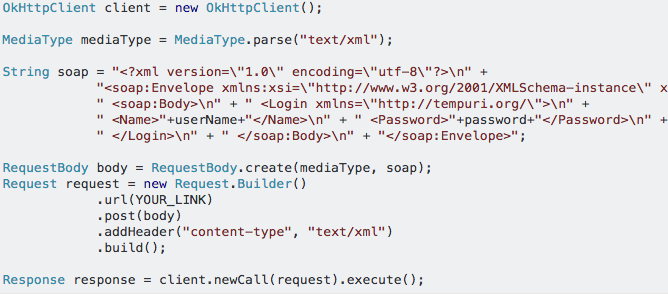 OkHttpClient client = new OkHttpClient();

MediaType mediaType = MediaType.parse("text/xml");

String soap = "<?xml version=\"1.0\" encoding=\"utf-8\"?>\n" +
            "<soap:Envelope xmlns:xsi=\"http://www.w3.org/2001/XMLSchema-instance\" x
            " <soap:Body>\n" + " <Login xmlns=\"http://tempuri.org/\">\n" +
            " <Name>"+userName+"</Name>\n" + " <Password>"+password+"</Password>\n" +
            " </Login>\n" + " </soap:Body>\n" + "</soap:Envelope>";

RequestBody body = RequestBody.create(mediaType, soap);
Request request = new Request.Builder()
            .url(YOUR_LINK)
            .post(body)
            .addHeader("content-type", "text/xml")
            .build();

Response response = client.newCall(request).execute();